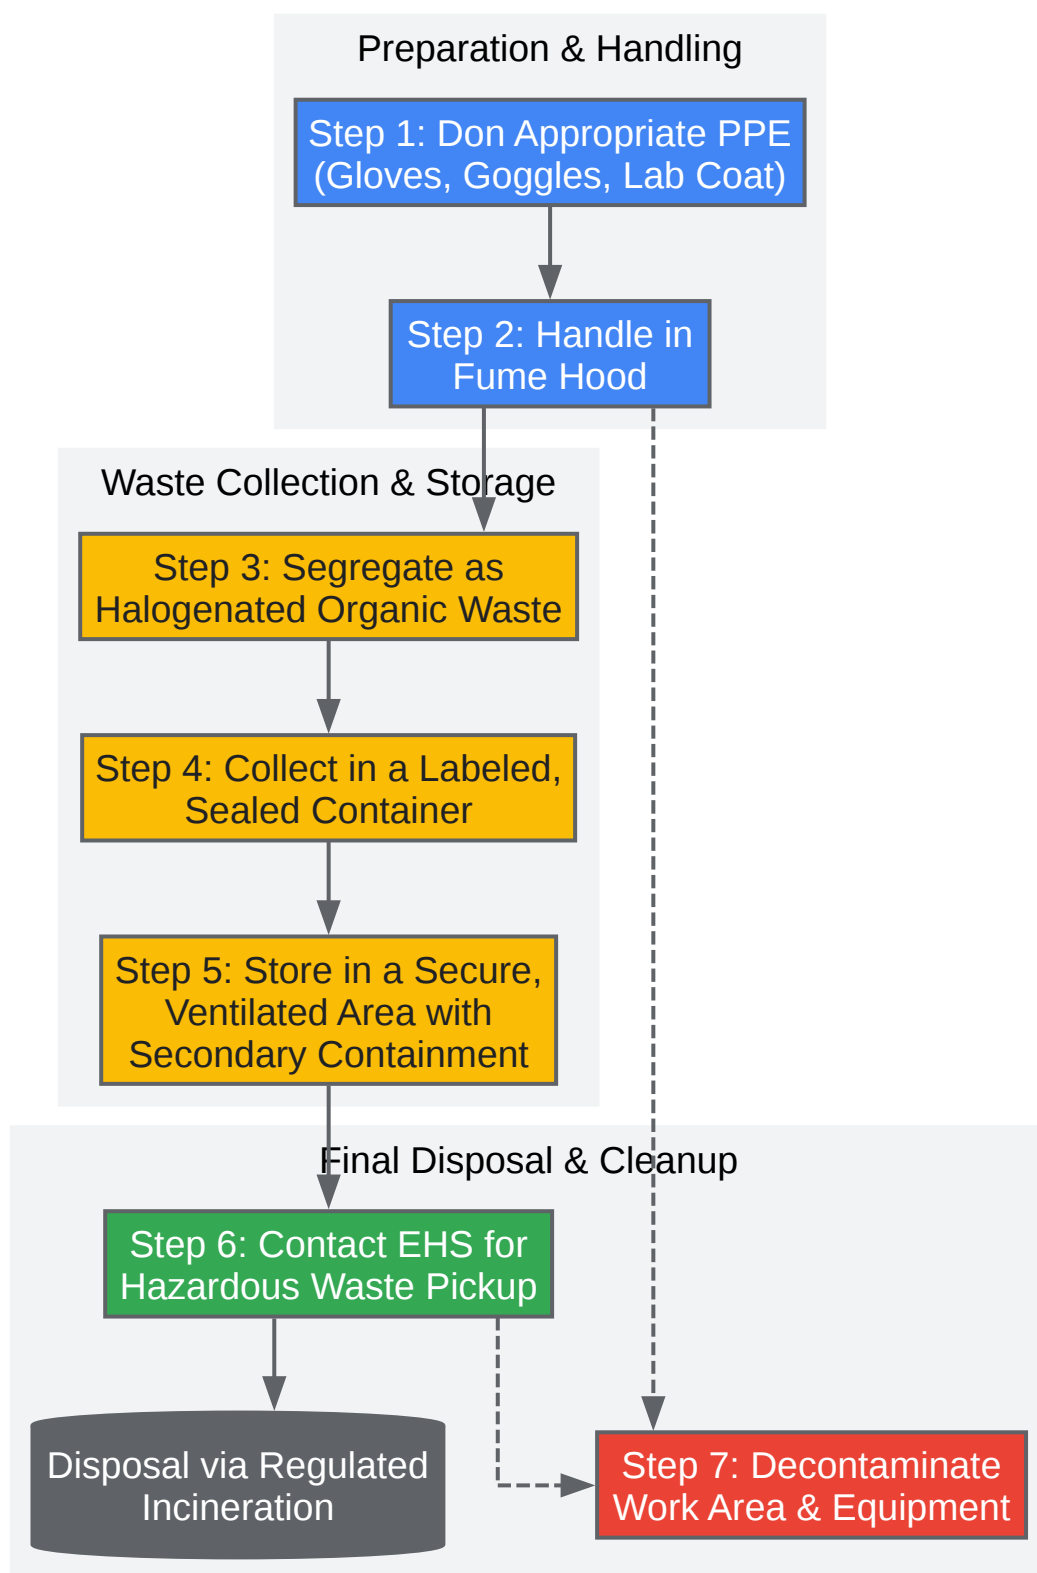 Preparation & Handling
Step 1: Don Appropriate PPE
(Gloves, Goggles, Lab Coat)
Step 2: Handle in
Fume Hood
Waste Collection & Storage
Step 3: Segregate as
Halogenated Organic Waste
Step 4: Collect in a Labeled,
Sealed Container
Step 5: Store in a Secure,
Ventilated Area with
Secondary Containment
Final Disposal & Cleanup
Step 6: Contact EHS for
Hazardous Waste Pickup
Disposal via Regulated
Incineration
Step 7: Decontaminate
Work Area & Equipment